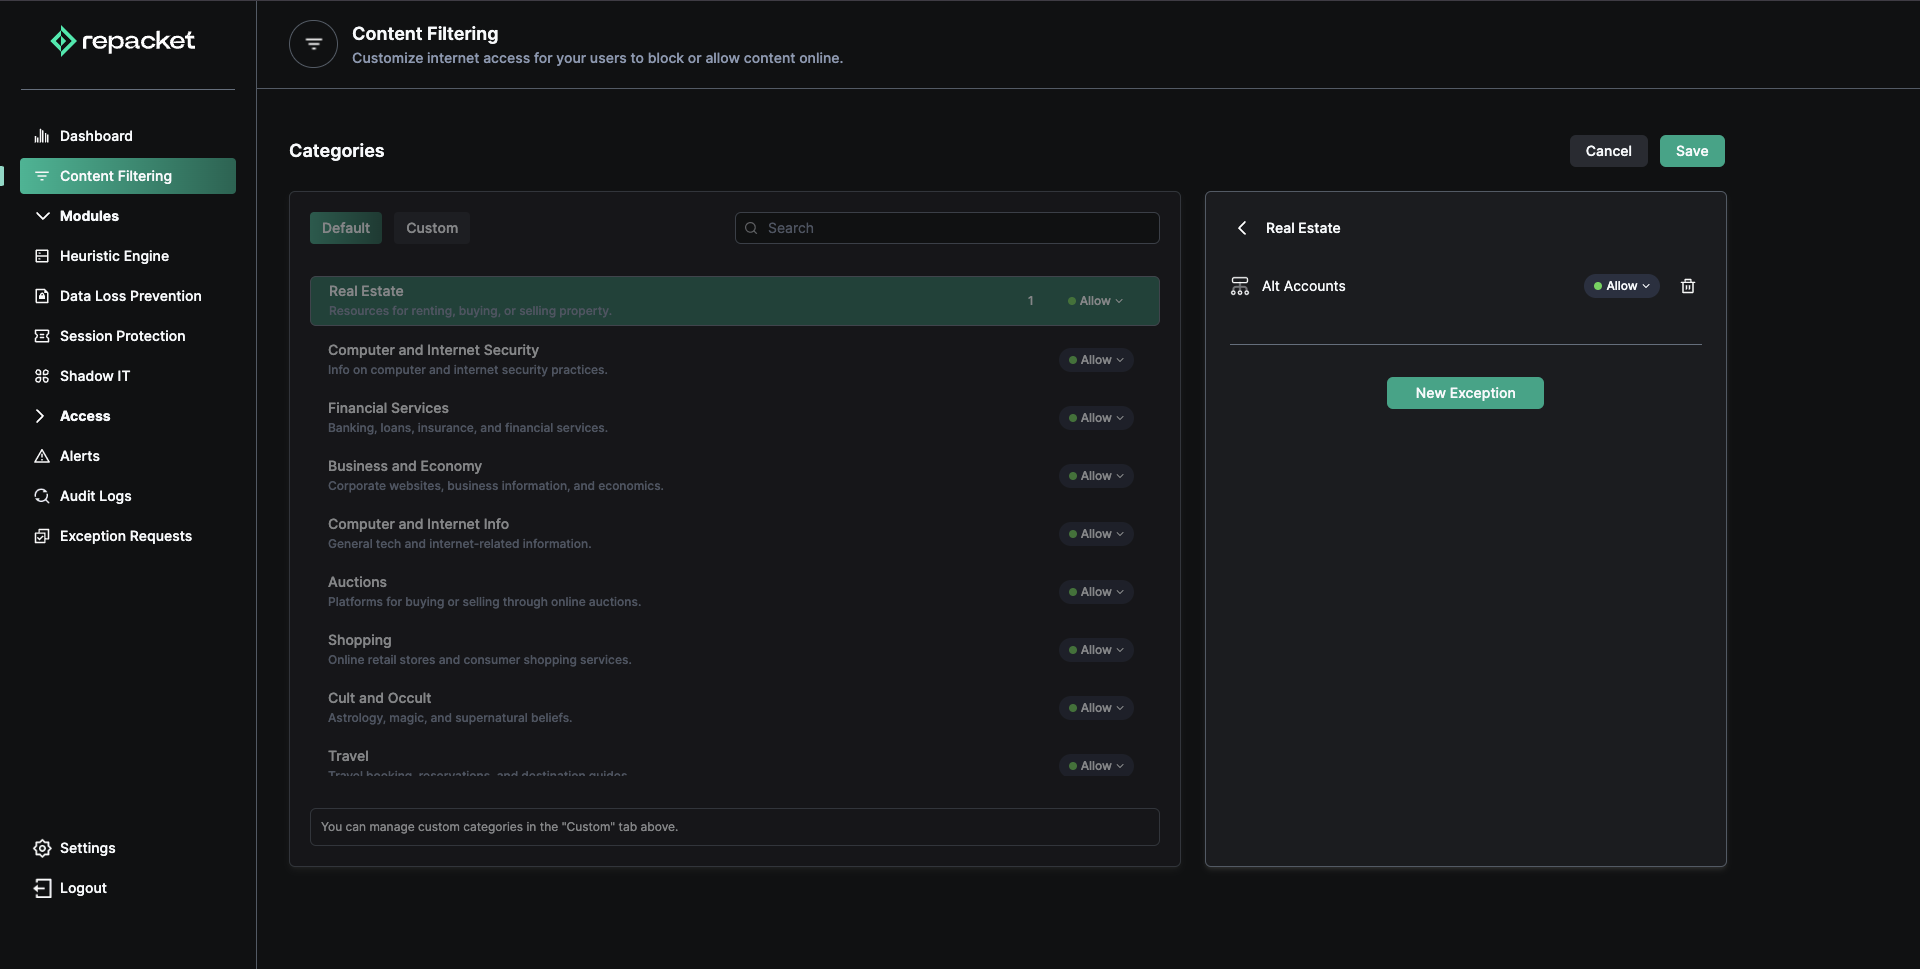 repacket
Dashboard
Content Filtering
Modules
Heuristic Engine
Data Loss Prevention
Session Protection
Shadow IT
Access
Alerts
Audit Logs
Exception Requests
Settings
Logout
Content Filtering
Customize internet access for your users to block or allow content online.
Categories
Cancel
Save
Default
Custom
Search
Real Estate
Resources for renting, buying, or selling property.
1
Allow
Computer and Internet Security
Info on computer and internet security practices.
Allow
Financial Services
Banking, loans, insurance, and financial services.
Allow
Business and Economy
Corporate websites, business information, and economics.
Allow
Computer and Internet Info
General tech and internet-related information.
Allow
Auctions
Platforms for buying or selling through online auctions.
Allow
Shopping
Online retail stores and consumer shopping services.
Allow
Cult and Occult
Astrology, magic, and supernatural beliefs.
Allow
Travel
Travel booking, reservations, and destination guides.
Allow
You can manage custom categories in the "Custom" tab above.
Real Estate
Alt Accounts
Allow
New Exception